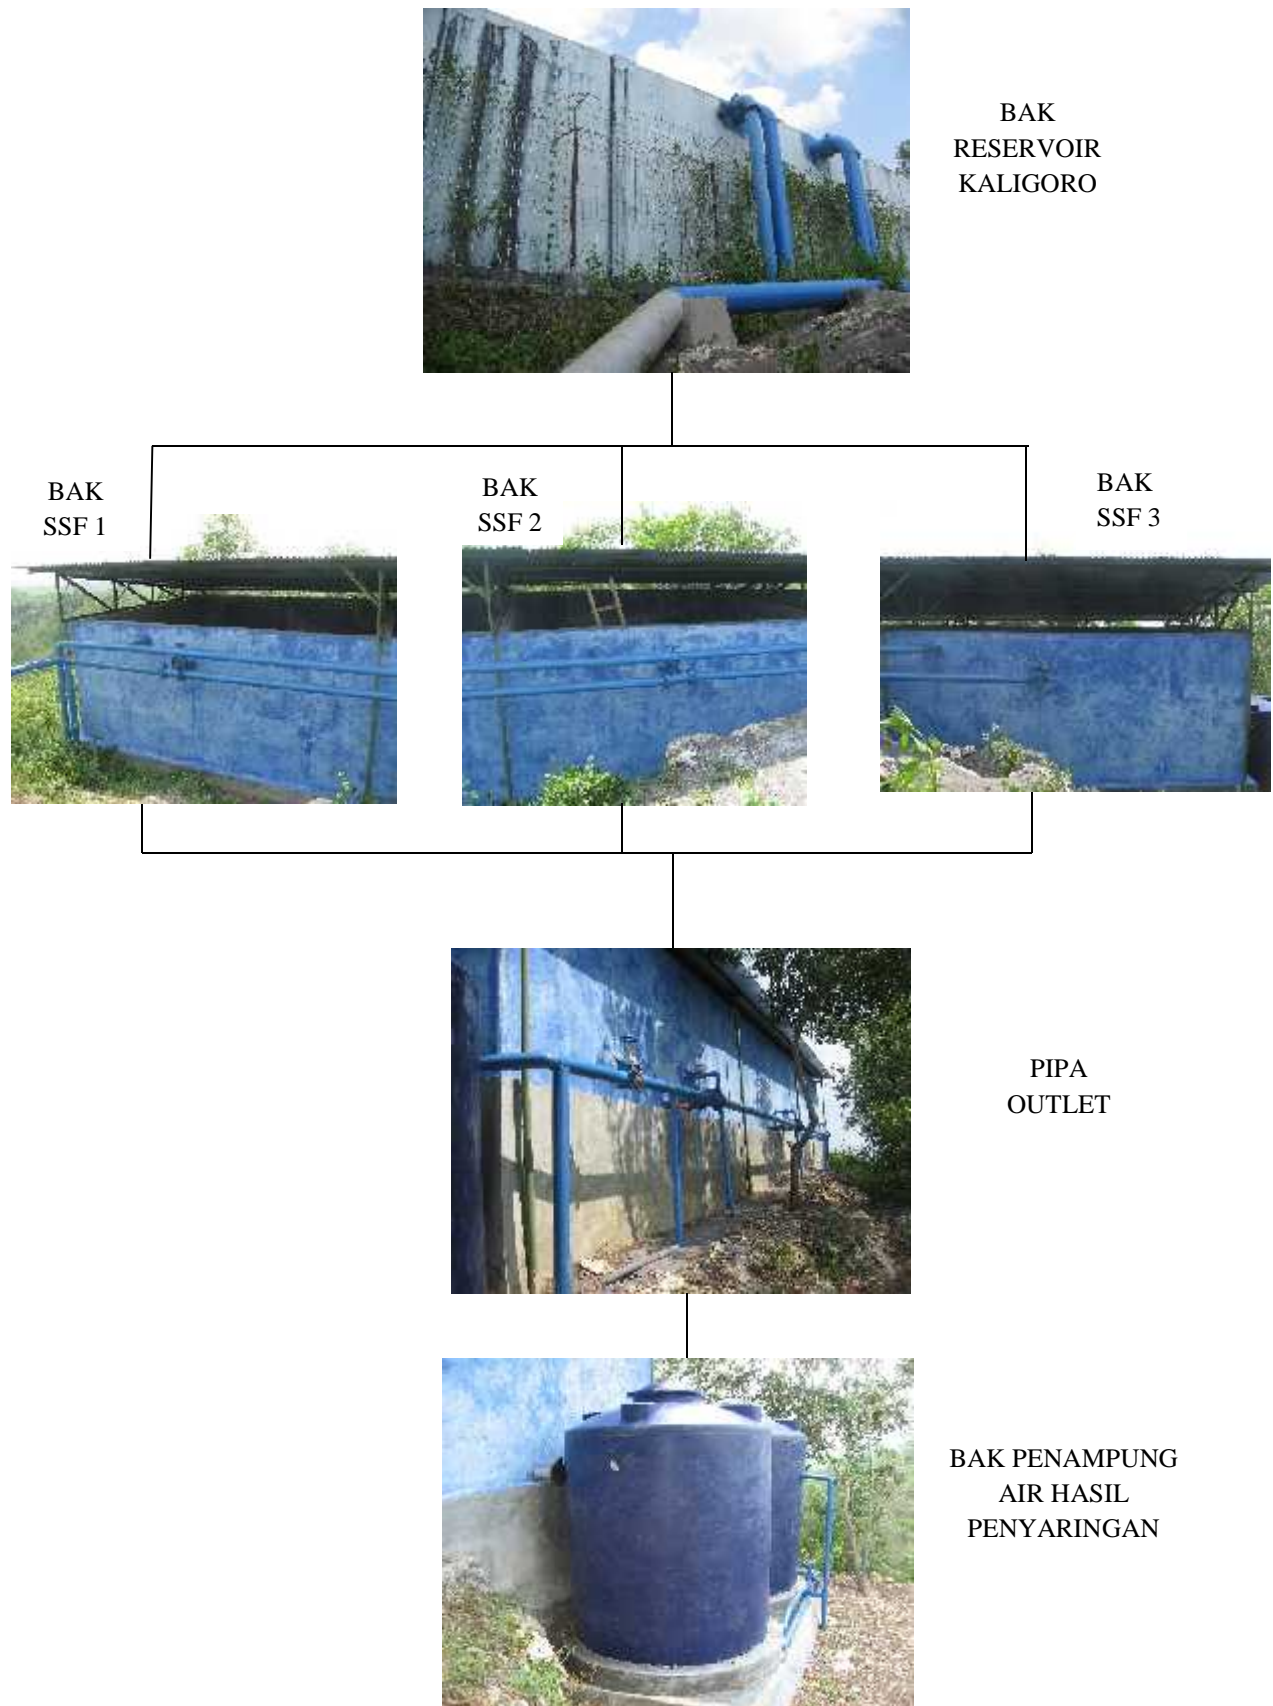 BAK
RESERVOIR
KALIGORO
BAK
SSF 1
BAK
SSF 2
BAK
SSF 3
PIPA
OUTLET
BAK PENAMPUNG
AIR HASIL
PENYARINGAN